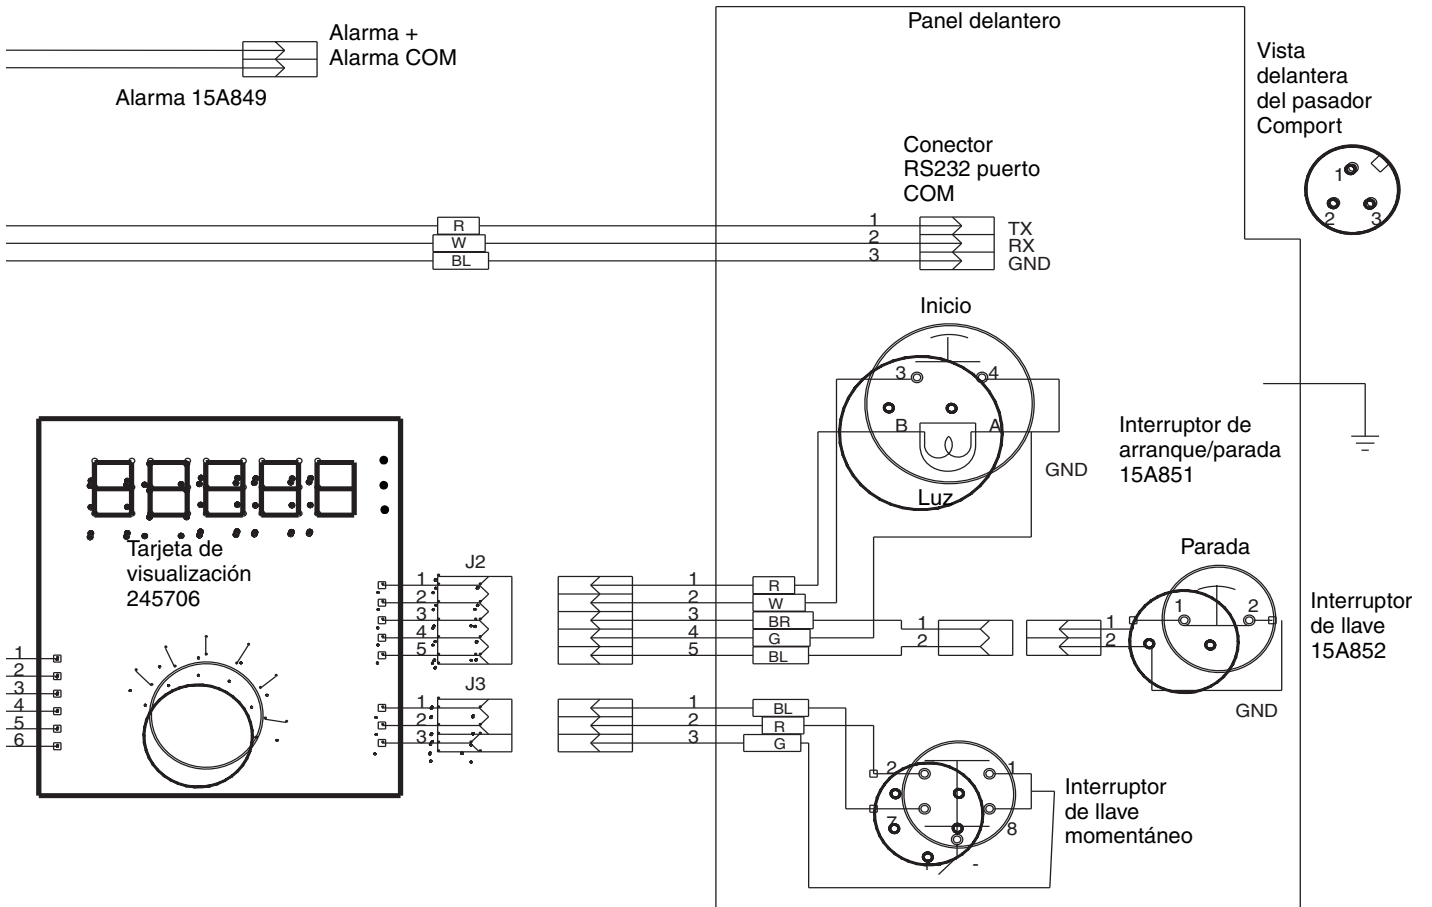 Panel delantero
Alarma +
Alarma COM
Alarma 15A849
Vista
delantera
del pasador
Comport
1
2 3
Conector
RS232 puerto
COM
R
W
BL
1
2
3
TX
RX
GND
Inicio
3 4
B A
Luz
GND
Interruptor de
arranque/parada
15A851
Tarjeta de
visualización
245706
1
2
3
4
5
6
J2
1
2
3
4
5
1
2
3
4
5
R
W
BR
G
BL
1
2
1
2
Parada
1 2
GND
Interruptor
de llave
15A852
J3
1
2
3
1
2
3
BL
R
G
2 1
7 8
+ -
Interruptor
de llave
momentáneo